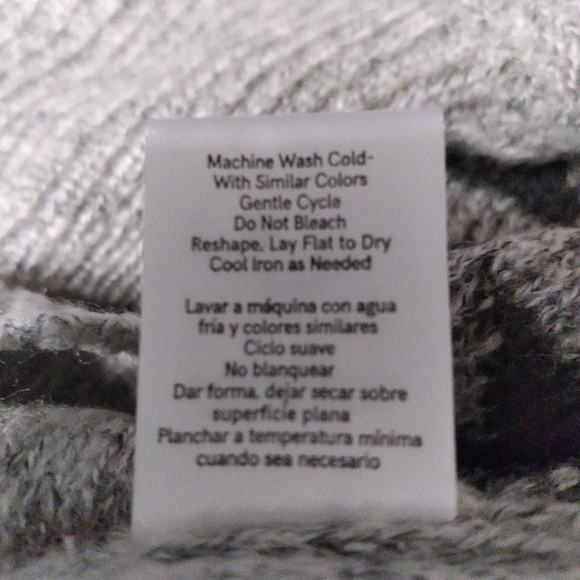 Machine Wash Cold-
With Similar Colors
Gentle Cycle
Do Not Bleach
Reshape, Lay Flat to Dry
Cool Iron as Needed
Lavar a máquina con agua
fría y colores similares
Ciclo suave
No blanquear
Dar forma, dejar secar sobre
superficie plana
Planchar a temperatura mínima
cuando sea necesario